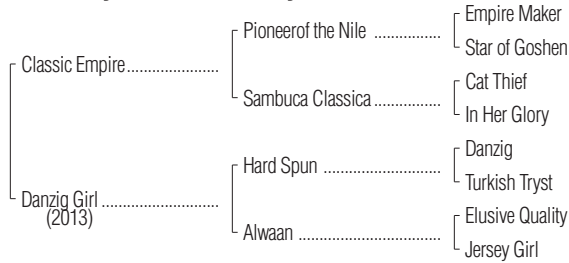 Empire Maker
Pioneerof the Nile ................
Star of Goshen
Classic Empire......................
Cat Thief
Sambuca Classica................
In Her Glory
Danzig
Hard Spun ............................
Turkish Tryst
Danzig Girl ...........................
(2013)
Elusive Quality
Alwaan ..................................
Jersey Girl